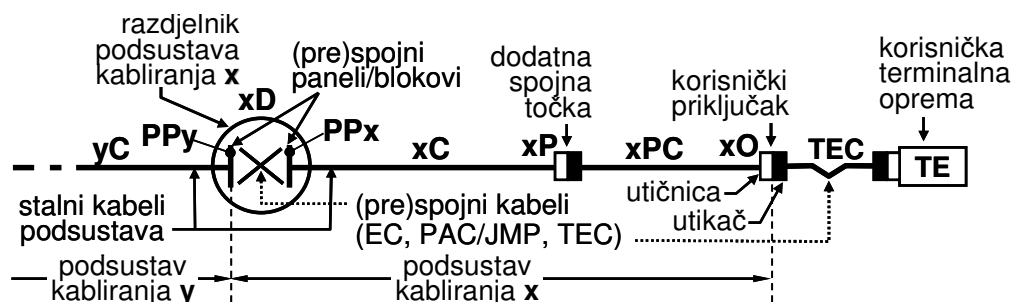 razdjelnik
podsustava
kabliranja x
(pre)spojni
paneli/blokovi
dodatna
spojna
točka
korisnički
priključak
korisnička
terminalna
oprema
xD
PPy
PPx
yC
xC
xP
xPC
xO
TEC
TE
utičnica
utikač
stalni kabeli
podsustava
(pre)spojni kabeli
(EC, PAC/JMP, TEC)
podsustav
kabliranja y
podsustav
kabliranja x